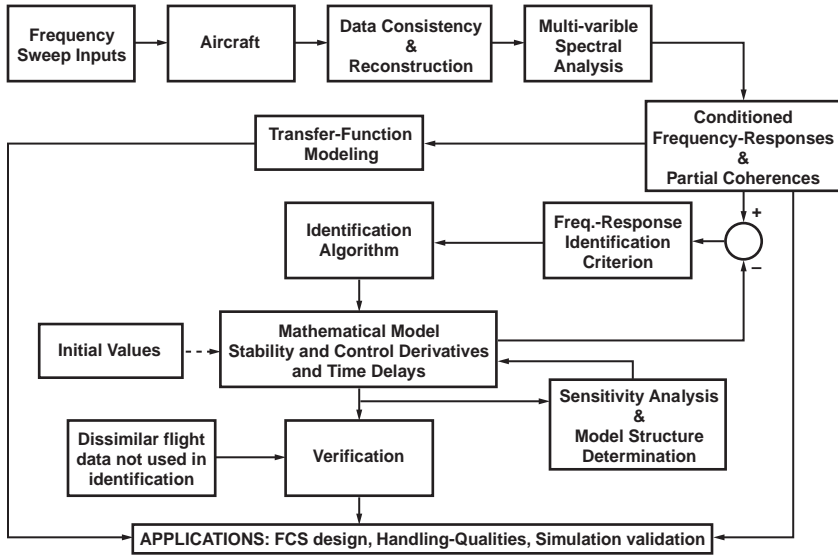 Frequency
Sweep Inputs
Aircraft
Data Consistency
&
Reconstruction
Multi-varible
Spectral
Analysis
Conditioned
Frequency-Responses
&
Partial Coherences
Transfer-Function
Modeling
+
–
Freq.-Response
Identification
Criterion
Identification
Algorithm
Mathematical Model
Stability and Control Derivatives
and Time Delays
Initial Values
Sensitivity Analysis
&
Model Structure
Determination
Dissimilar flight
data not used in
identification
Verification
APPLICATIONS: FCS design, Handling-Qualities, Simulation validation